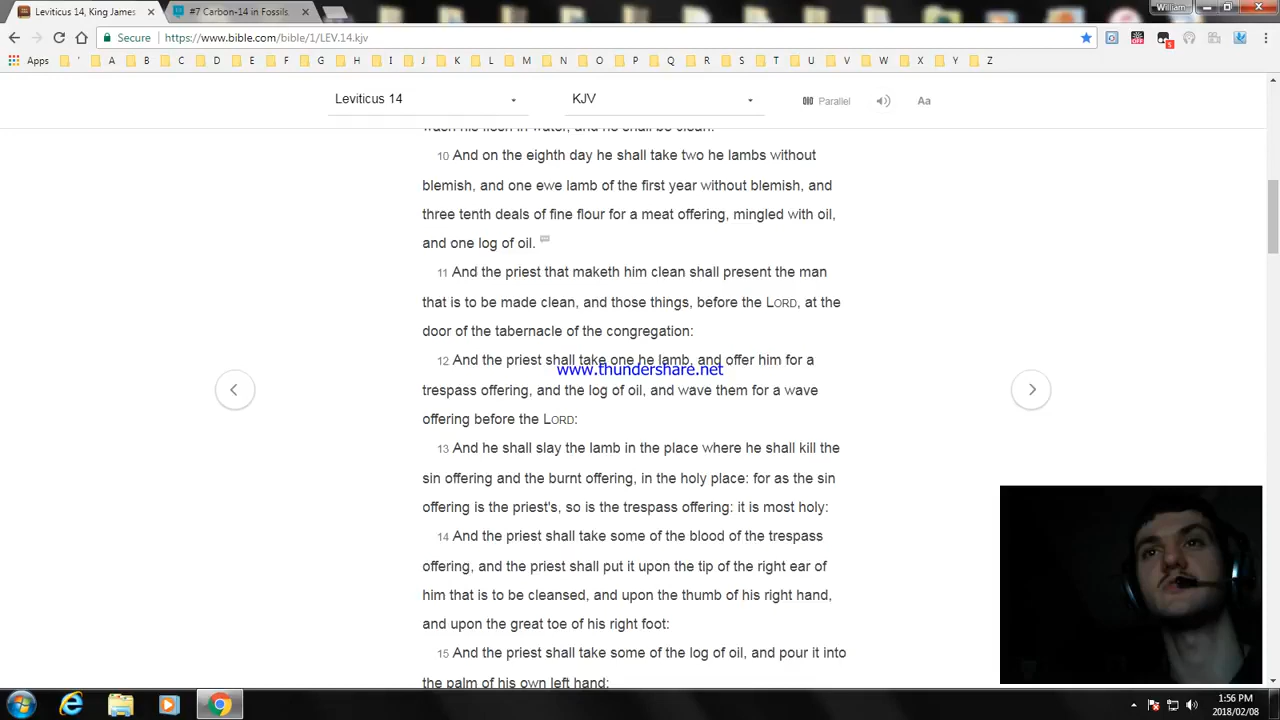 Leviticus 14, King James
#7 Carbon-14 in Fossils,
William
Secure
https://www.bible.com/bible/1/LEV.14.kjv
Apps ' A B C D E F G H I J K L M N O P Q R S T U V W X Y Z
Leviticus 14
KJV
Parallel
Aa
wash his flesh in water, and he shall be clean.
10 And on the eighth day he shall take two he lambs without
blemish, and one ewe lamb of the first year without blemish, and
three tenth deals of fine flour for a meat offering, mingled with oil,
and one log of oil.
11 And the priest that maketh him clean shall present the man
that is to be made clean, and those things, before the LORD, at the
door of the tabernacle of the congregation:
12 And the priest shall take one he lamb, and offer him for a
www.thundershare.net
trespass offering, and the log of oil, and wave them for a wave
offering before the LORD:
13 And he shall slay the lamb in the place where he shall kill the
sin offering and the burnt offering, in the holy place: for as the sin
offering is the priest's, so is the trespass offering: it is most holy:
14 And the priest shall take some of the blood of the trespass
offering, and the priest shall put it upon the tip of the right ear of
him that is to be cleansed, and upon the thumb of his right hand,
and upon the great toe of his right foot:
15 And the priest shall take some of the log of oil, and pour it into
the palm of his own left hand:
1:56 PM
2018/02/08